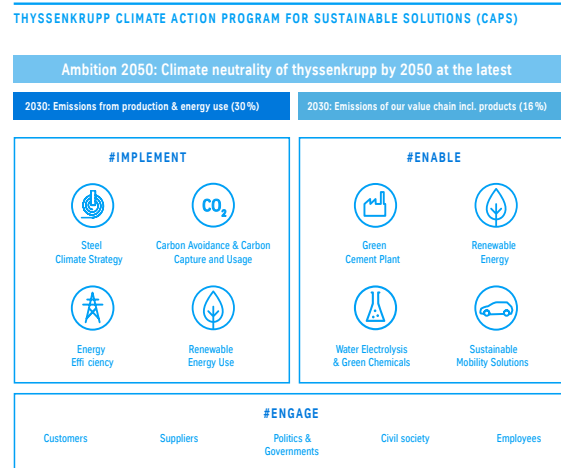 THYSSENKRUPP CLIMATE ACTION PROGRAM FOR SUSTAINABLE SOLUTIONS (CAPS)
Ambition 2050: Climate neutrality of thyssenkrupp by 2050 at the latest
2030: Emissions from production & energy use (30%)
2030: Emissions of our value chain incl. products (16%)
#IMPLEMENT
CO2
Steel
Climate Strategy
Carbon Avoidance & Carbon
Capture and Usage
Energy
Effi ciency
Renewable
Energy Use
#ENABLE
Green
Cement Plant
Renewable
Energy
Water Electrolysis
& Green Chemicals
Sustainable
Mobility Solutions
#ENGAGE
Customers
Suppliers
Politics &
Governments
Civil society
Employees